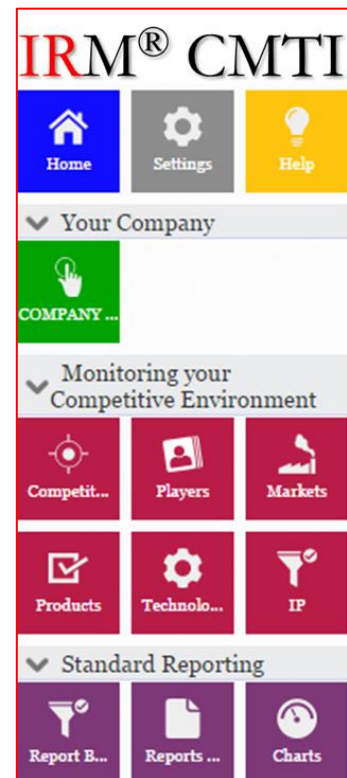 IRM® CMTI
Home Settings Help
Your Company
COMPANY ...
Monitoring your
Competitive Environment
Competit... Players Markets
Products Technolo... IP
Standard Reporting
Report B... Reports ... Charts